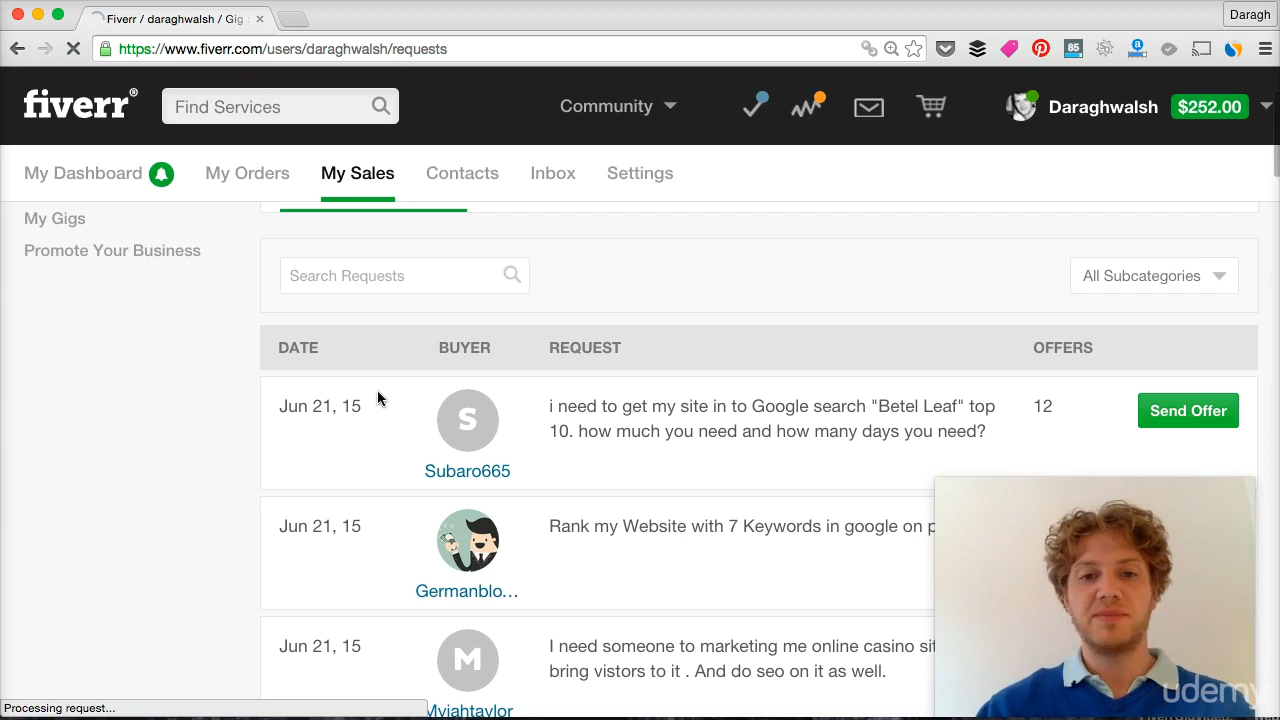 Fiverr / daraghwalsh / Gig
Daragh
https://www.fiverr.com/users/daraghwalsh/requests
85
fiverr®
Find Services
Community
Daraghwalsh
$252.00
My Dashboard
My Orders
My Sales
Contacts
Inbox
Settings
My Gigs
Promote Your Business
Search Requests
All Subcategories
DATE
BUYER
REQUEST
OFFERS
Jun 21, 15
S
Subaro665
i need to get my site in to Google search "Betel Leaf" top
10. how much you need and how many days you need?
12
Send Offer
Jun 21, 15
Germanblo...
Rank my Website with 7 Keywords in google on p
Jun 21, 15
M
Myiahtaylor
I need someone to marketing me online casino sit
bring vistors to it . And do seo on it as well.
Processing request...
udemy